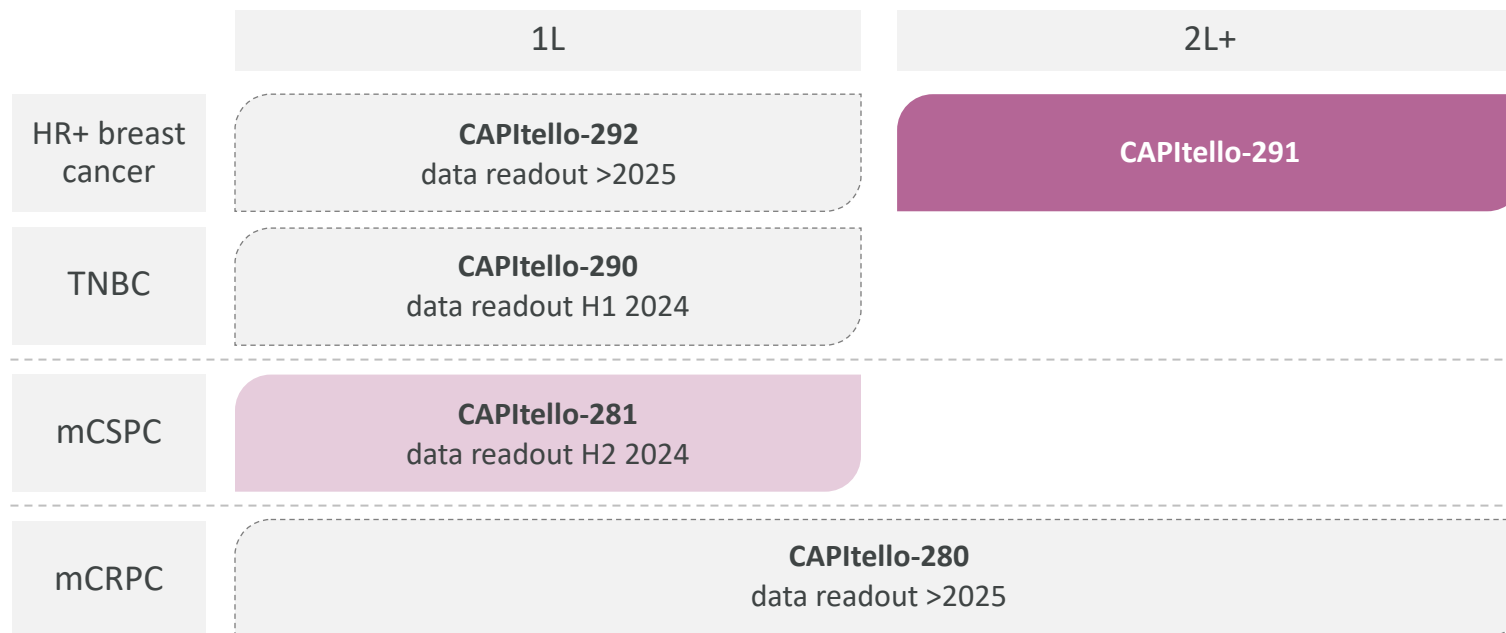 1L
2L+
HR+ breast
cancer
CAPItello-292
data readout >2025
CAPItello-291
TNBC
CAPItello-290
data readout H1 2024
mCSPC
CAPItello-281
data readout H2 2024
mCRPC
CAPItello-280
data readout >2025